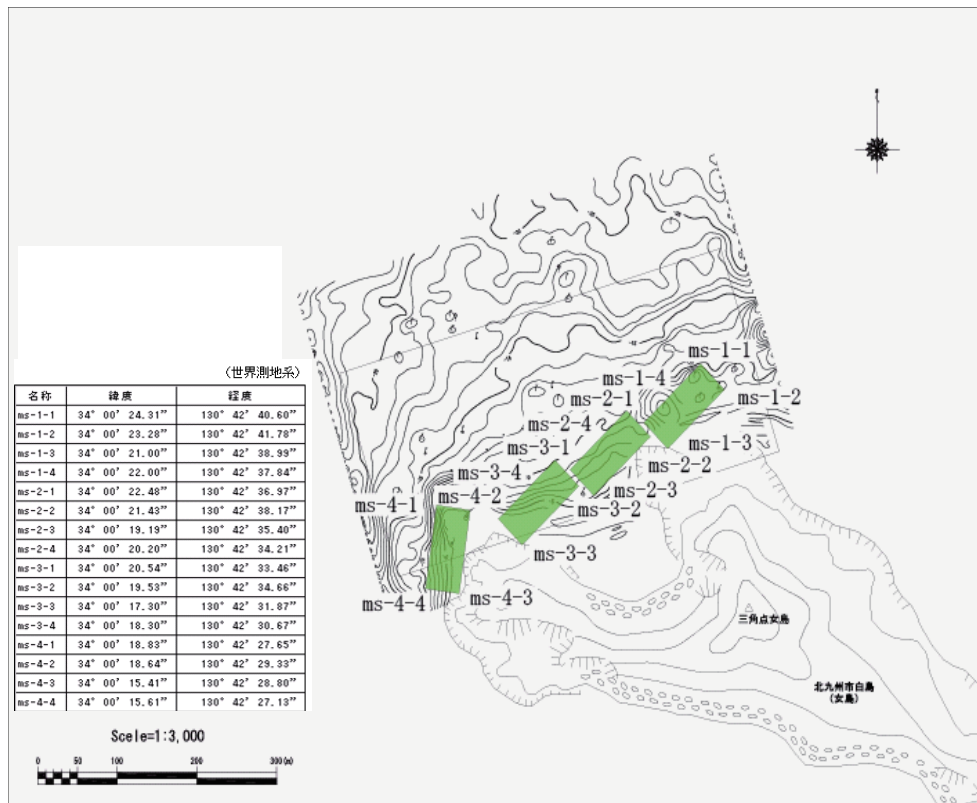 ms-1-1
ms-1-4
ms-1-2
ms-2-1
ms-2-4
ms-1-3
ms-3-1
ms-2-2
ms-3-4
ms-2-3
ms-4-2
ms-4-1
ms-3-2
ms-3-3
ms-4-4
ms-4-3
三角点女島
北九州市白島
(女島)
(世界測地系)
名称 緯度 経度
ms-1-1 34° 00' 24.31" 130° 42' 40.60"
ms-1-2 34° 00' 23.28" 130° 42' 41.78"
ms-1-3 34° 00' 21.00" 130° 42' 38.99"
ms-1-4 34° 00' 22.00" 130° 42' 37.84"
ms-2-1 34° 00' 22.48" 130° 42' 36.97"
ms-2-2 34° 00' 21.43" 130° 42' 38.17"
ms-2-3 34° 00' 19.19" 130° 42' 35.40"
ms-2-4 34° 00' 20.20" 130° 42' 34.21"
ms-3-1 34° 00' 20.54" 130° 42' 33.46"
ms-3-2 34° 00' 19.53" 130° 42' 34.66"
ms-3-3 34° 00' 17.30" 130° 42' 31.87"
ms-3-4 34° 00' 18.30" 130° 42' 30.67"
ms-4-1 34° 00' 18.83" 130° 42' 27.65"
ms-4-2 34° 00' 18.64" 130° 42' 29.33"
ms-4-3 34° 00' 15.41" 130° 42' 28.80"
ms-4-4 34° 00' 15.61" 130° 42' 27.13"
Scele=1:3,000
0 50 100 200 300(m)